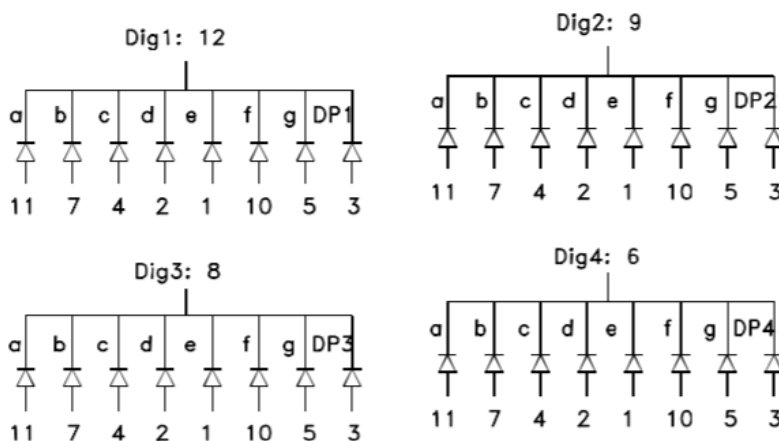 Dig1: 12
a b c d e f g DP1
11 7 4 2 1 10 5 3
Dig2: 9
a b c d e f g DP2
11 7 4 2 1 10 5 3
Dig3: 8
a b c d e f g DP3
11 7 4 2 1 10 5 3
Dig4: 6
a b c d e f g DP4
11 7 4 2 1 10 5 3